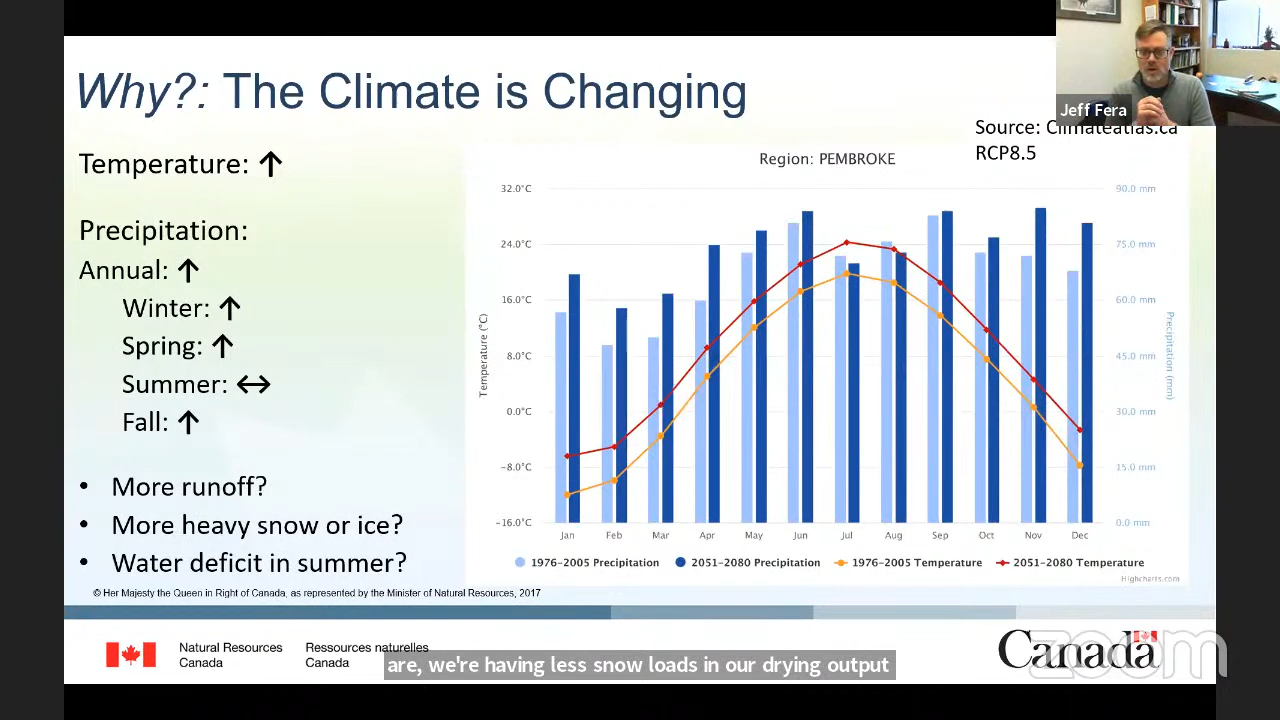 Why?: The Climate is Changing
Jeff Fera
Source: Climateatlas.ca
RCP8.5
Temperature: ↑
Precipitation:
Annual: ↑
Winter: ↑
Spring: ↑
Summer: ↔
Fall: ↑
• More runoff?
• More heavy snow or ice?
• Water deficit in summer?
Region: PEMBROKE
32.0°C
24.0°C
16.0°C
8.0°C
0.0°C
-8.0°C
-16.0°C
Temperature (°C)
90.0 mm
75.0 mm
60.0 mm
45.0 mm
30.0 mm
15.0 mm
0.0 mm
Precipitation (mm)
Jan Feb Mar Apr May Jun Jul Aug Sep Oct Nov Dec
1976-2005 Precipitation 2051-2080 Precipitation 1976-2005 Temperature 2051-2080 Temperature
Highcharts.com
© Her Majesty the Queen in Right of Canada, as represented by the Minister of Natural Resources, 2017
Natural Resources
Canada
Ressources naturelles
Canada
Canada
zoom
are, we're having less snow loads in our drying output